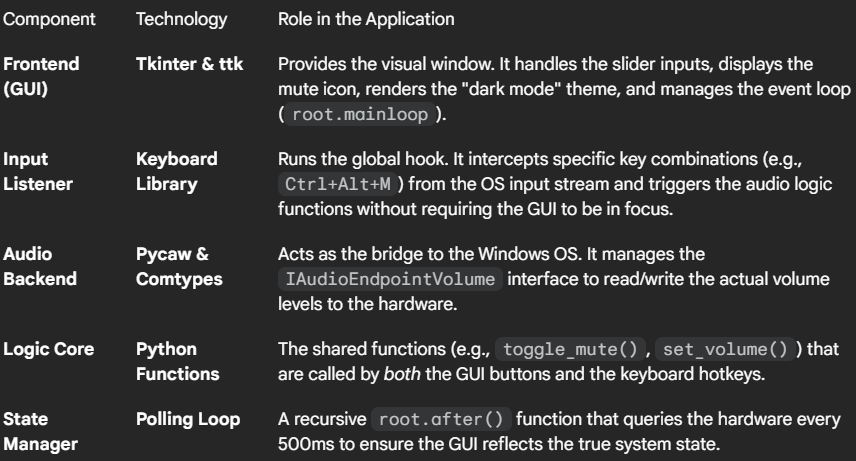 Component Technology Role in the Application
Frontend (GUI) Tkinter & ttk Provides the visual window. It handles the slider inputs, displays the
mute icon, renders the "dark mode" theme, and manages the event loop
( root.mainloop ).
Input Listener Keyboard Library Runs the global hook. It intercepts specific key combinations (e.g.,
Ctrl+Alt+M ) from the OS input stream and triggers the audio logic
functions without requiring the GUI to be in focus.
Audio Backend Pycaw & Comtypes Acts as the bridge to the Windows OS. It manages the
IAudioEndpointVolume interface to read/write the actual volume
levels to the hardware.
Logic Core Python Functions The shared functions (e.g., toggle_mute() , set_volume() ) that
are called by both the GUI buttons and the keyboard hotkeys.
State Manager Polling Loop A recursive root.after() function that queries the hardware every
500ms to ensure the GUI reflects the true system state.